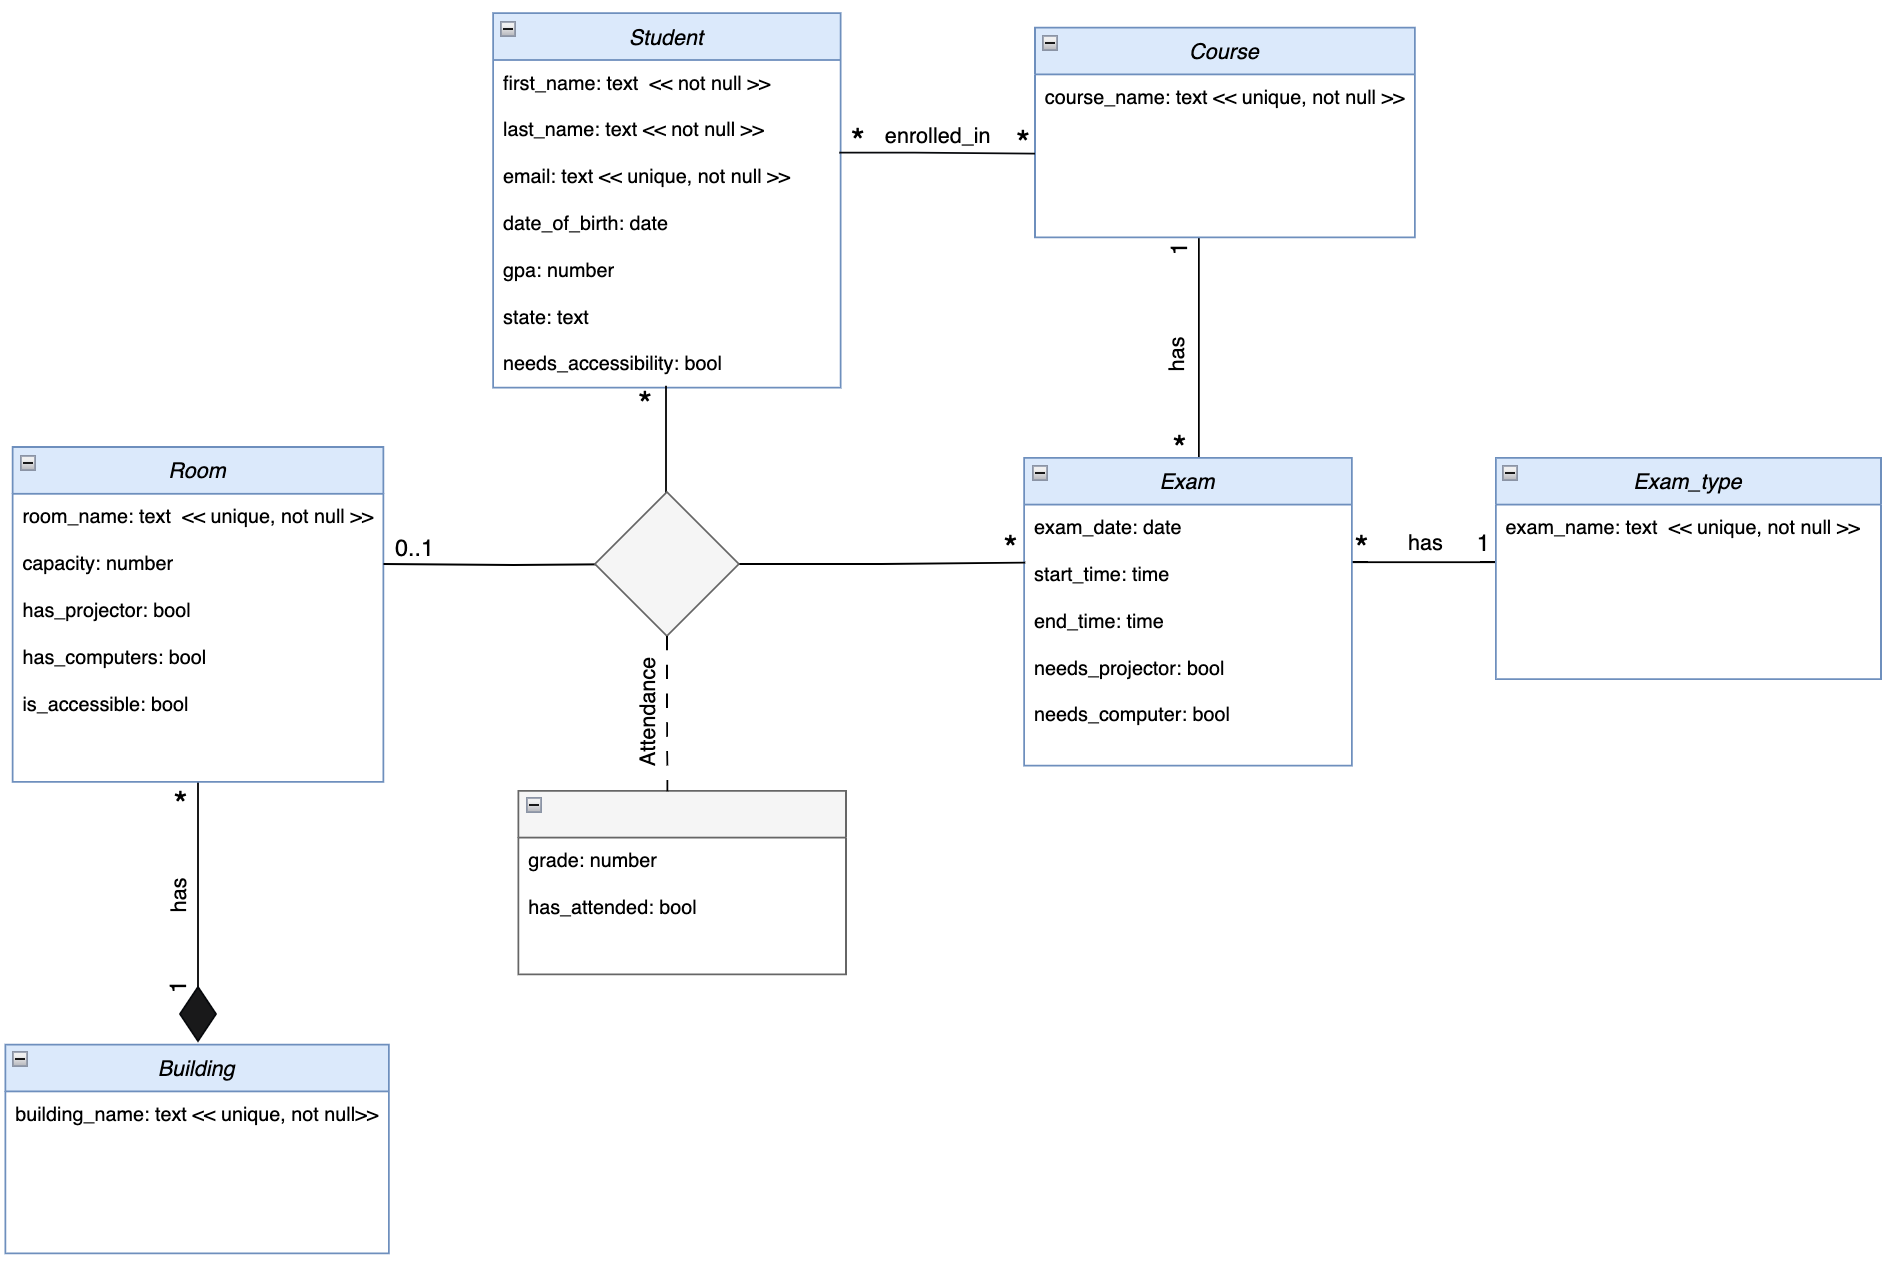 Student
first_name: text << not null >>
last_name: text << not null >>
email: text << unique, not null >>
date_of_birth: date
gpa: number
state: text
needs_accessibility: bool
* enrolled_in *
Course
course_name: text << unique, not null >>
1
has
*
*
Room
room_name: text << unique, not null >>
capacity: number
has_projector: bool
has_computers: bool
is_accessible: bool
0..1
*
Exam
exam_date: date
start_time: time
end_time: time
needs_projector: bool
needs_computer: bool
* has 1
Exam_type
exam_name: text << unique, not null >>
Attendance
grade: number
has_attended: bool
*
has
1
Building
building_name: text << unique, not null>>